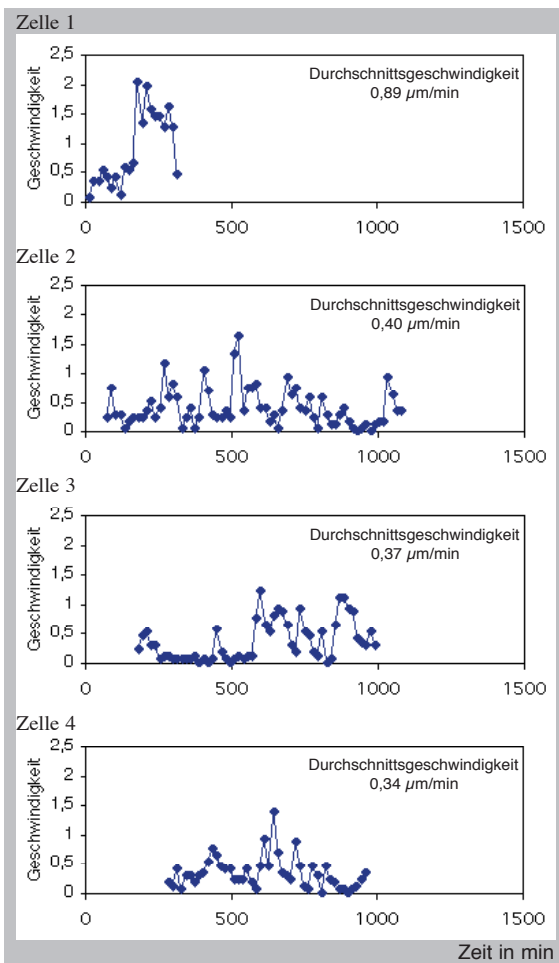 Zelle 1
2,5
2
1,5
1
0,5
0
Geschwindigkeit
Durchschnittsgeschwindigkeit
0,89 µm/min
0 500 1000 1500
Zelle 2
2,5
2
1,5
1
0,5
0
Geschwindigkeit
Durchschnittsgeschwindigkeit
0,40 µm/min
0 500 1000 1500
Zelle 3
2,5
2
1,5
1
0,5
0
Geschwindigkeit
Durchschnittsgeschwindigkeit
0,37 µm/min
0 500 1000 1500
Zelle 4
2,5
2
1,5
1
0,5
0
Geschwindigkeit
Durchschnittsgeschwindigkeit
0,34 µm/min
0 500 1000 1500
Zeit in min